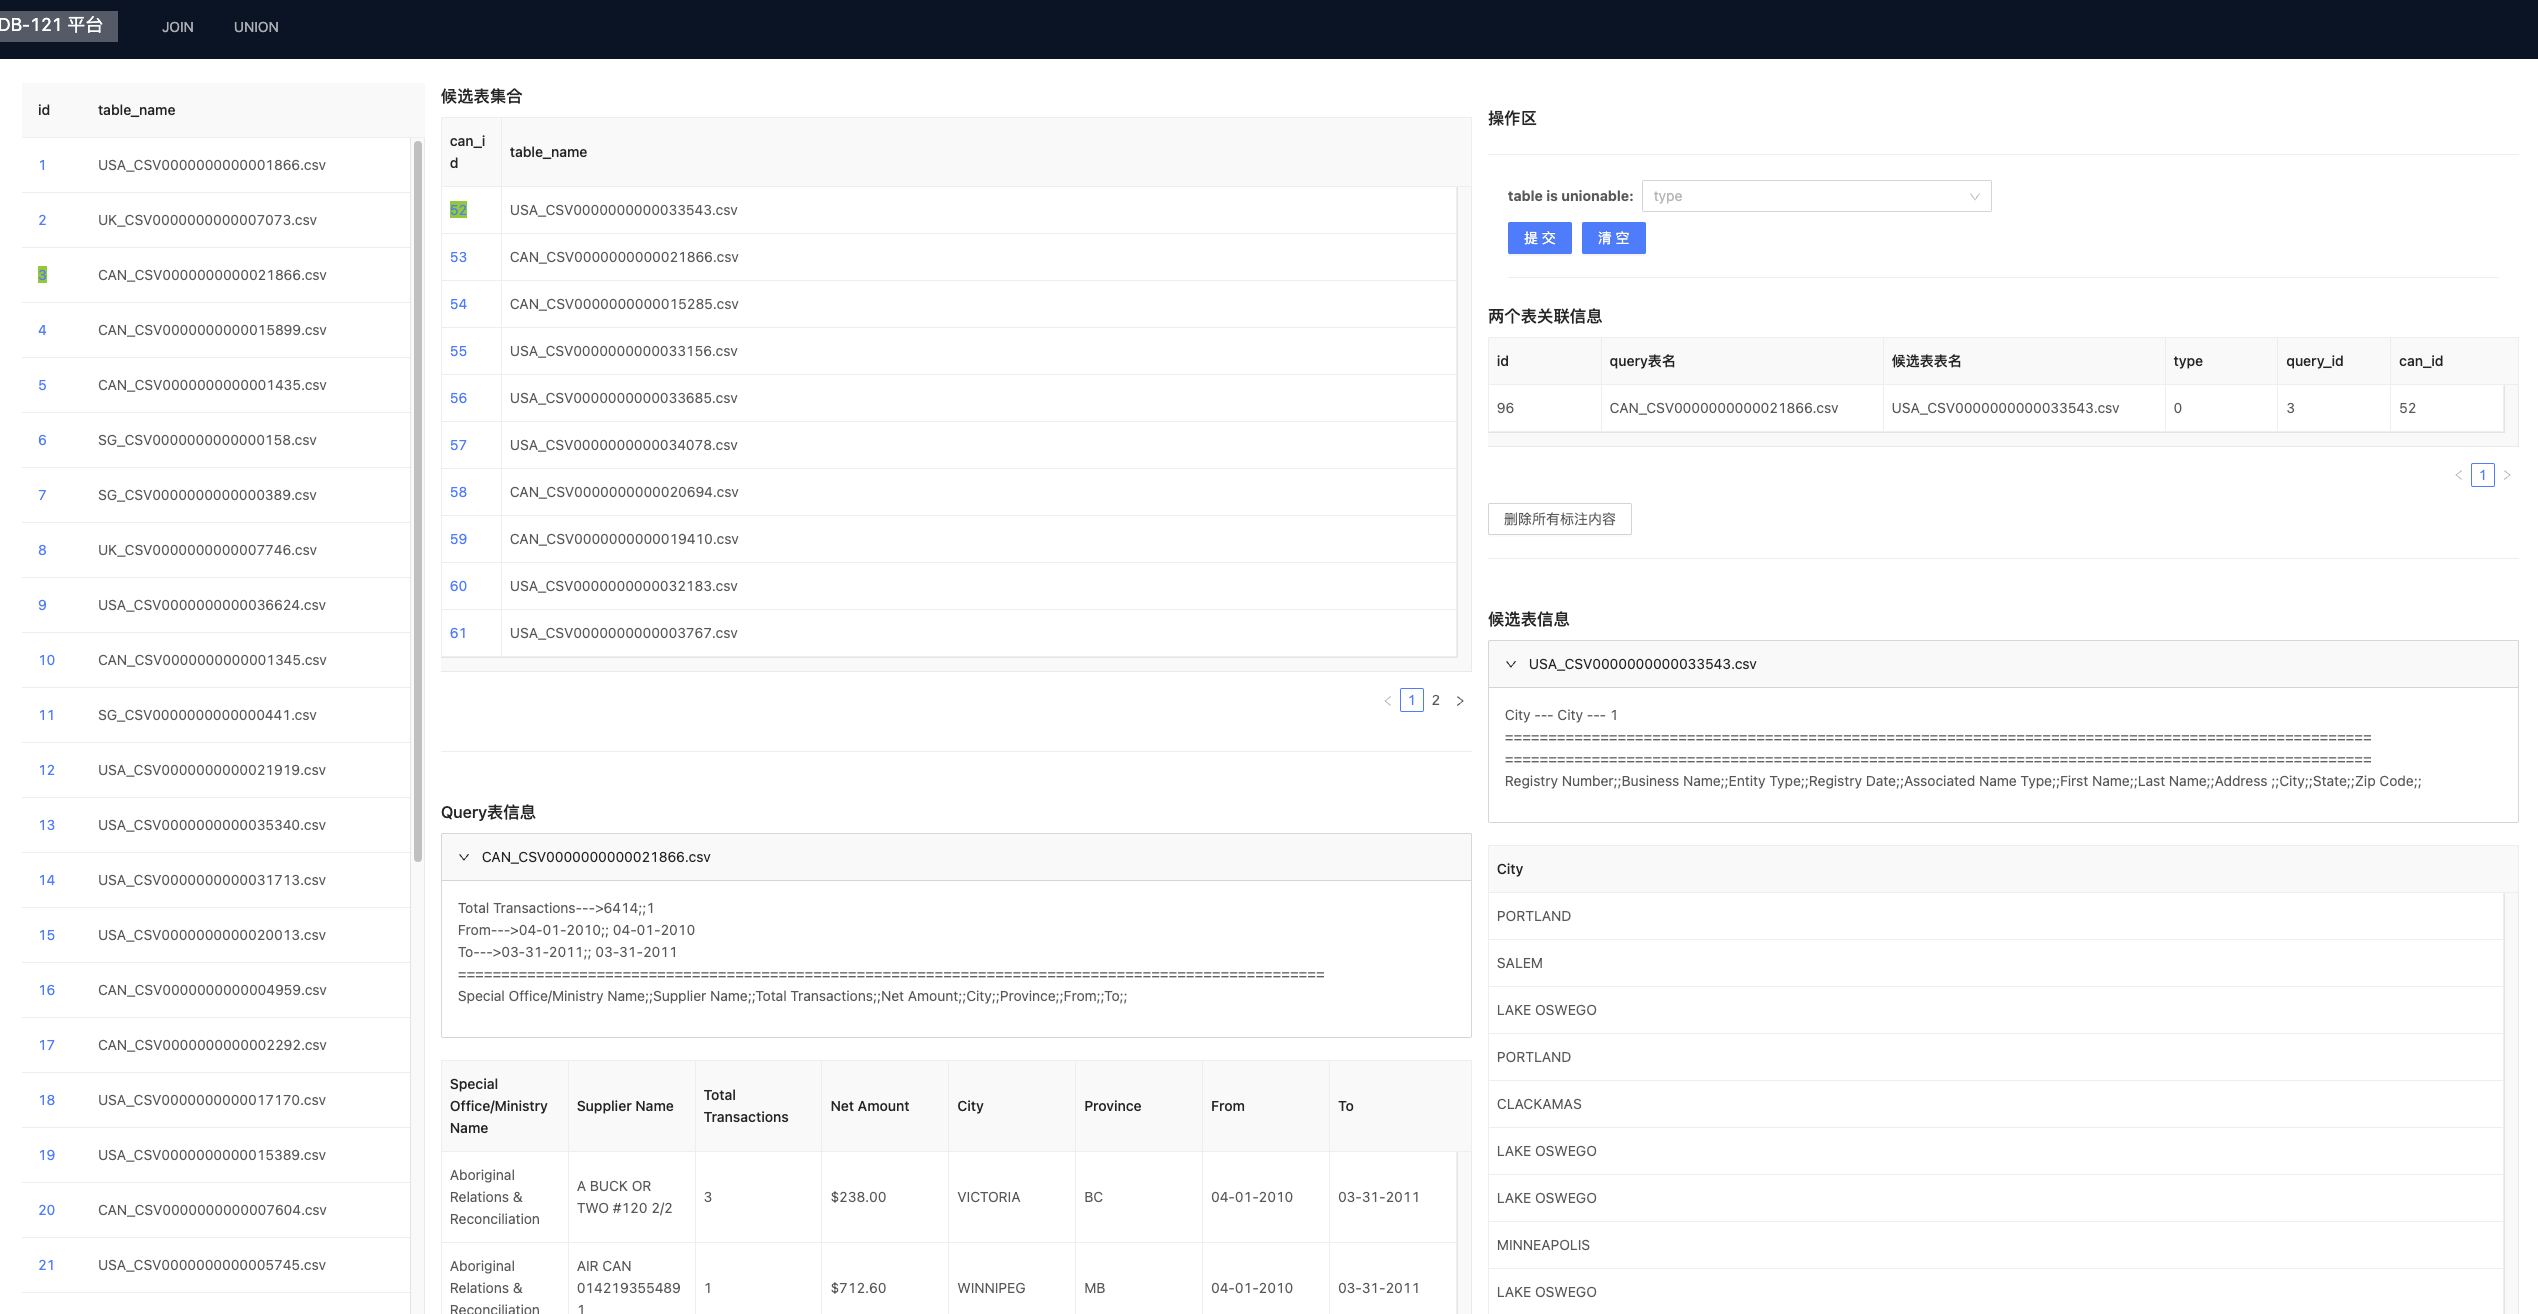 DB-121 平台 JOIN UNION
id table_name
1 USA_CSV0000000000001866.csv
2 UK_CSV0000000000007073.csv
3 CAN_CSV0000000000021866.csv
4 CAN_CSV0000000000015899.csv
5 CAN_CSV0000000000001435.csv
6 SG_CSV0000000000000158.csv
7 SG_CSV0000000000000389.csv
8 UK_CSV0000000000007746.csv
9 USA_CSV0000000000036624.csv
10 CAN_CSV0000000000001345.csv
11 SG_CSV0000000000000441.csv
12 USA_CSV0000000000021919.csv
13 USA_CSV0000000000035340.csv
14 USA_CSV0000000000031713.csv
15 USA_CSV0000000000020013.csv
16 CAN_CSV0000000000004959.csv
17 CAN_CSV0000000000002292.csv
18 USA_CSV0000000000017170.csv
19 USA_CSV0000000000015389.csv
20 CAN_CSV0000000000007604.csv
21 USA_CSV0000000000005745.csv
候选表集合
can_i
d
table_name
52 USA_CSV0000000000033543.csv
53 CAN_CSV0000000000021866.csv
54 CAN_CSV0000000000015285.csv
55 USA_CSV0000000000033156.csv
56 USA_CSV0000000000033685.csv
57 USA_CSV0000000000034078.csv
58 CAN_CSV0000000000020694.csv
59 CAN_CSV0000000000019410.csv
60 USA_CSV0000000000032183.csv
61 USA_CSV0000000000003767.csv
< 1 2 >
Query表信息
CAN_CSV0000000000021866.csv
Total Transactions--->6414;;1
From--->04-01-2010;; 04-01-2010
To--->03-31-2011;; 03-31-2011
====================================================================================================
Special Office/Ministry Name;;Supplier Name;;Total Transactions;;Net Amount;;City;;Province;;From;;To;;
Special
Office/Ministry
Name
Supplier Name
Total
Transactions
Net Amount
City
Province
From
To
Aboriginal
Relations &
Reconciliation
A BUCK OR
TWO #120 2/2
3
$238.00
VICTORIA
BC
04-01-2010
03-31-2011
Aboriginal
Relations &
Reconciliation
AIR CAN
014219355489
1
1
$712.60
WINNIPEG
MB
04-01-2010
03-31-2011
操作区
table is unionable: type
提 交 清 空
两个表关联信息
id query表名 候选表表名 type query_id can_id
96 CAN_CSV0000000000021866.csv USA_CSV0000000000033543.csv 0 3 52
< 1 >
删除所有标注内容
候选表信息
USA_CSV0000000000033543.csv
City --- City --- 1
====================================================================================================
====================================================================================================
Registry Number;;Business Name;;Entity Type;;Registry Date;;Associated Name Type;;First Name;;Last Name;;Address ;;City;;State;;Zip Code;;
City
PORTLAND
SALEM
LAKE OSWEGO
PORTLAND
CLACKAMAS
LAKE OSWEGO
LAKE OSWEGO
MINNEAPOLIS
LAKE OSWEGO